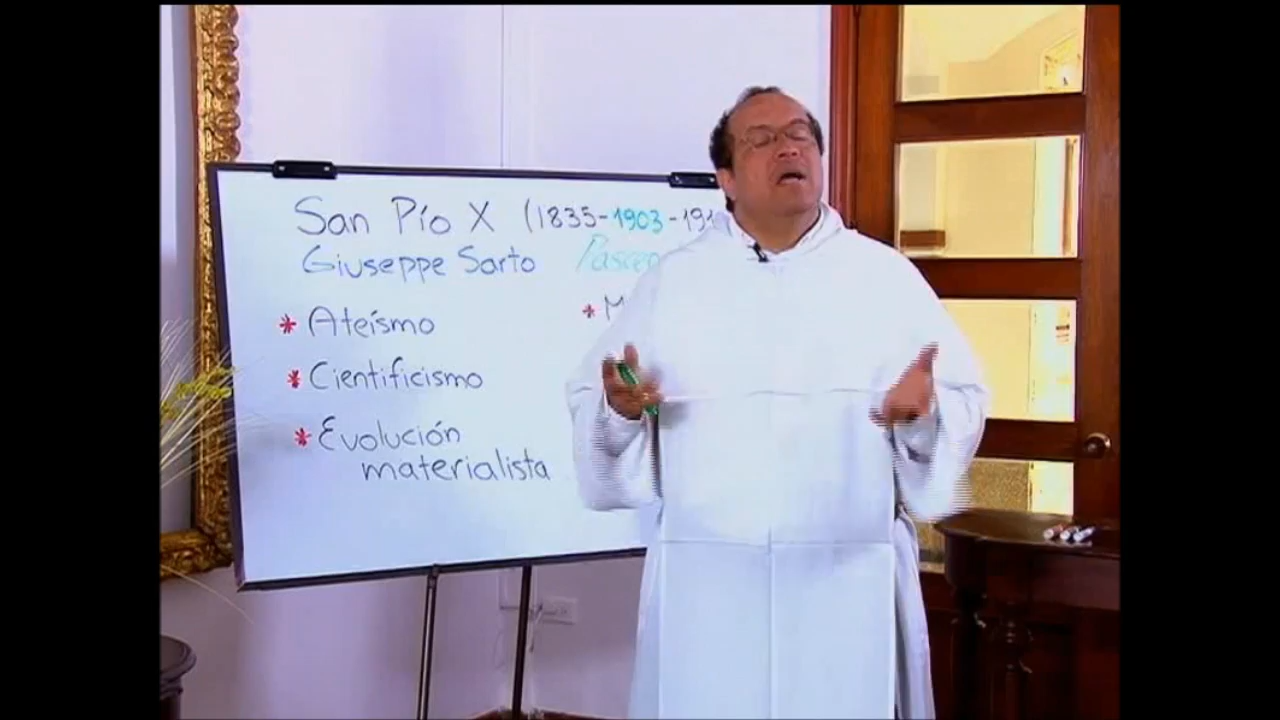 San Pío X (1835-1903-191
Giuseppe Sarto
* Ateísmo
* Cientificismo
* Evolución
materialista